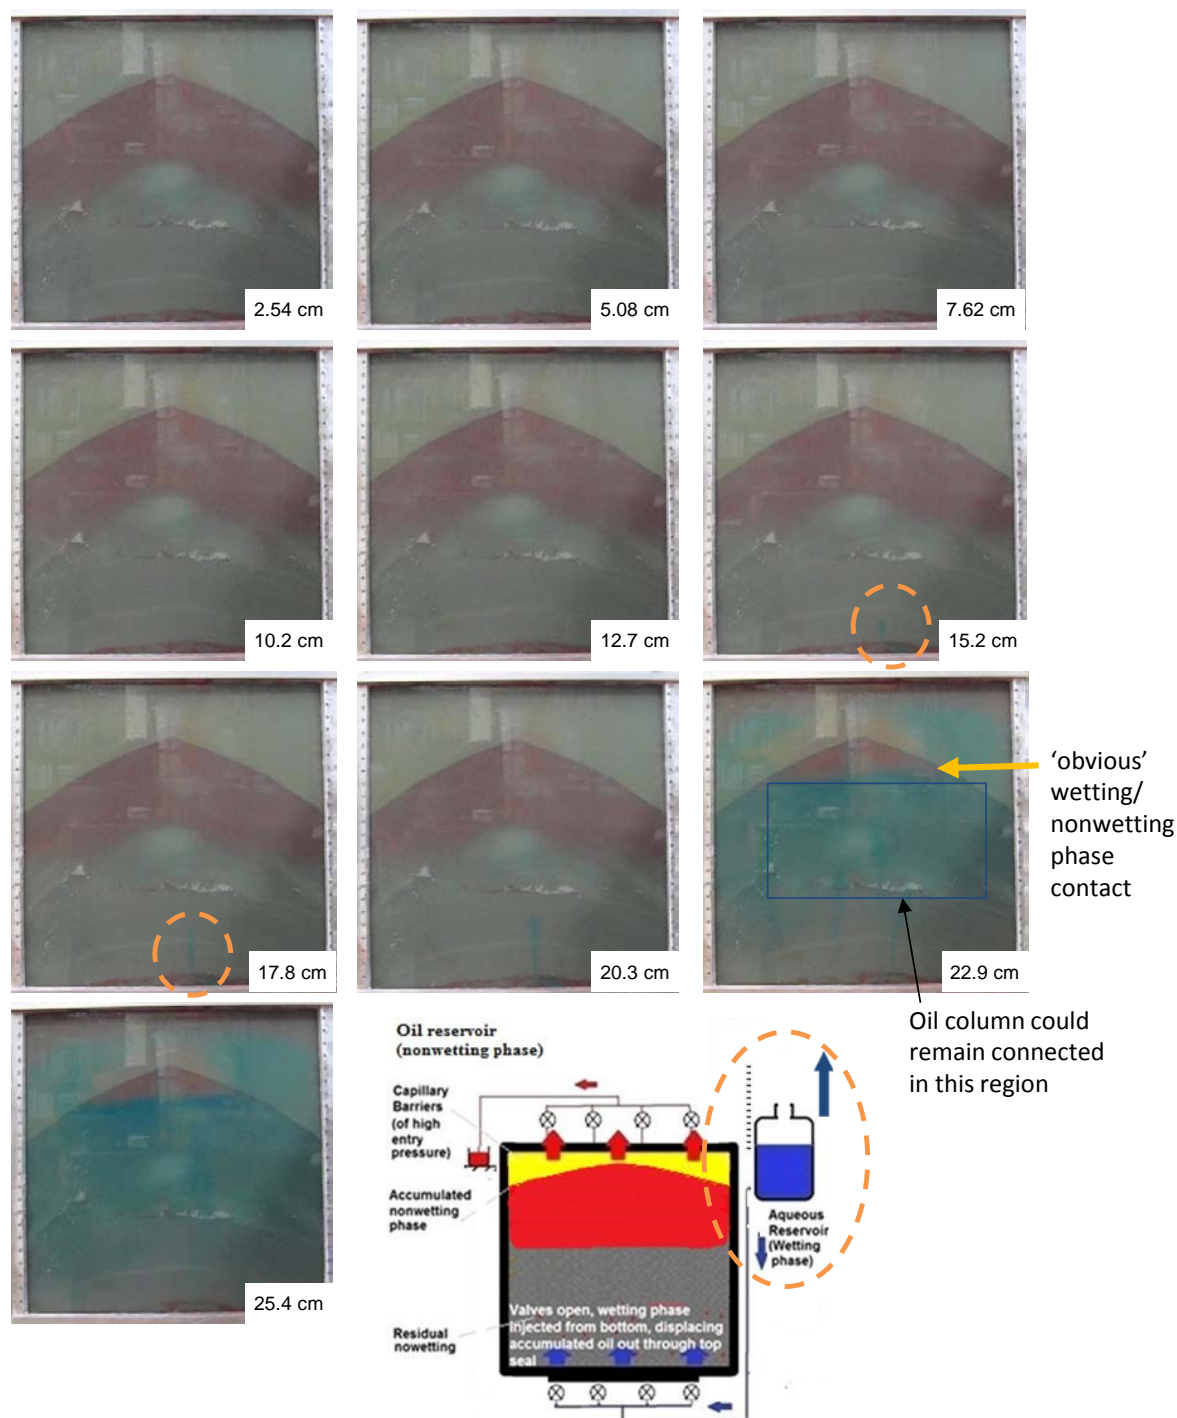 2.54 cm
5.08 cm
7.62 cm
10.2 cm
12.7 cm
15.2 cm
17.8 cm
20.3 cm
22.9 cm
'obvious'
wetting/
nonwetting
phase
contact
Oil column could
remain connected
in this region
25.4 cm
Oil reservoir
(nonwetting phase)
Capillary
Barriers
(of high
entry
pressure)
Accumulated
nonwetting
phase
Residual
nowetting
Valves open, wetting phase
Injected from bottom, displacing
accumulated oil out through top
seal
Aqueous
Reservoir
(Wetting
phase)